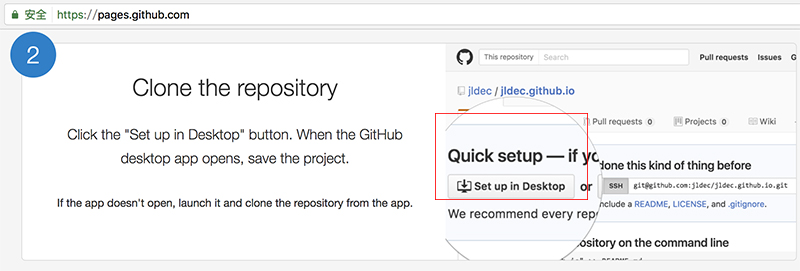 安全 https://pages.github.com
2
Clone the repository
Click the "Set up in Desktop" button. When the GitHub
desktop app opens, save the project.
If the app doesn't open, launch it and clone the repository from the app.
This repository Search Pull requests Issues
jldec / jldec.github.io
Pull requests 0 Projects 0 Wiki
Quick setup — if yo done this kind of thing before
Set up in Desktop or SSH git@github.com:jldec/jldec.github.io.git
We recommend every repo include a README, LICENSE, and .gitignore.
ository on the command line